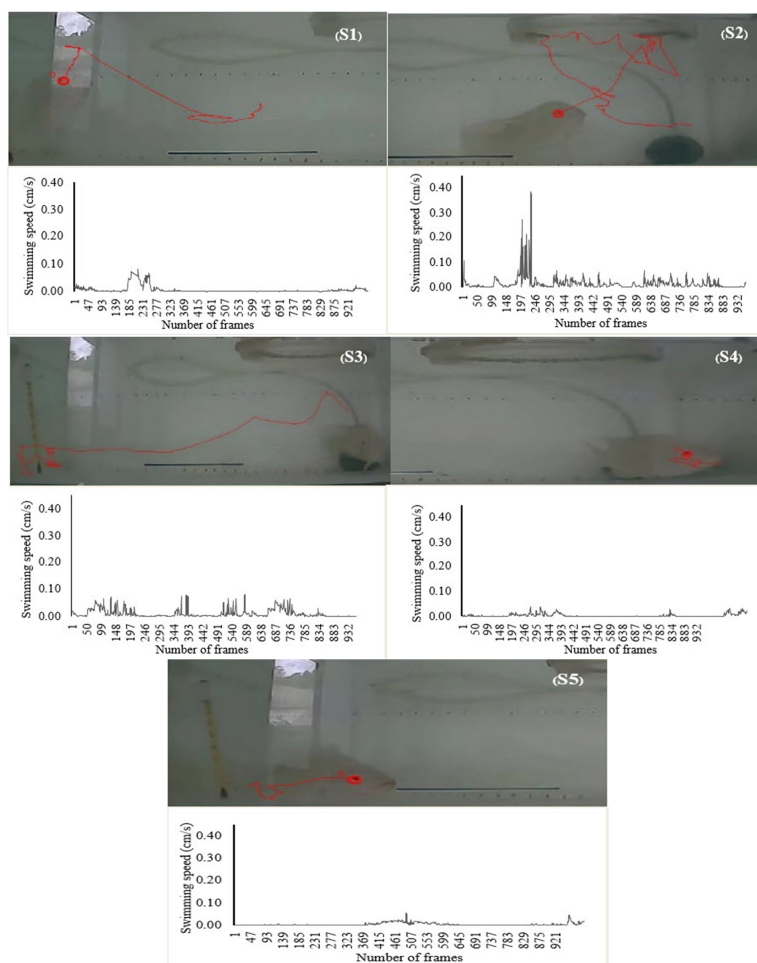 (S1)
Swimming speed (cm/s)
0.40
0.30
0.20
0.10
0.00
1 47 93 139 185 231 277 323 369 415 461 507 553 599 645 691 737 783 829 875 921
Number of frames
(S2)
Swimming speed (cm/s)
0.40
0.30
0.20
0.10
0.00
1 50 99 148 197 246 295 344 393 442 491 540 589 638 687 736 785 834 883 932
Number of frames
(S3)
Swimming speed (cm/s)
0.40
0.30
0.20
0.10
0.00
1 50 99 148 197 246 295 344 393 442 491 540 589 638 687 736 785 834 883 932
Number of frames
(S4)
Swimming speed (cm/s)
0.40
0.30
0.20
0.10
0.00
1 50 99 148 197 246 295 344 393 442 491 540 589 638 687 736 785 834 883 932
Number of frames
(S5)
Swimming speed (cm/s)
0.40
0.30
0.20
0.10
0.00
1 47 93 139 185 231 277 323 369 415 461 507 553 599 645 691 737 783 829 875 921
Number of frames